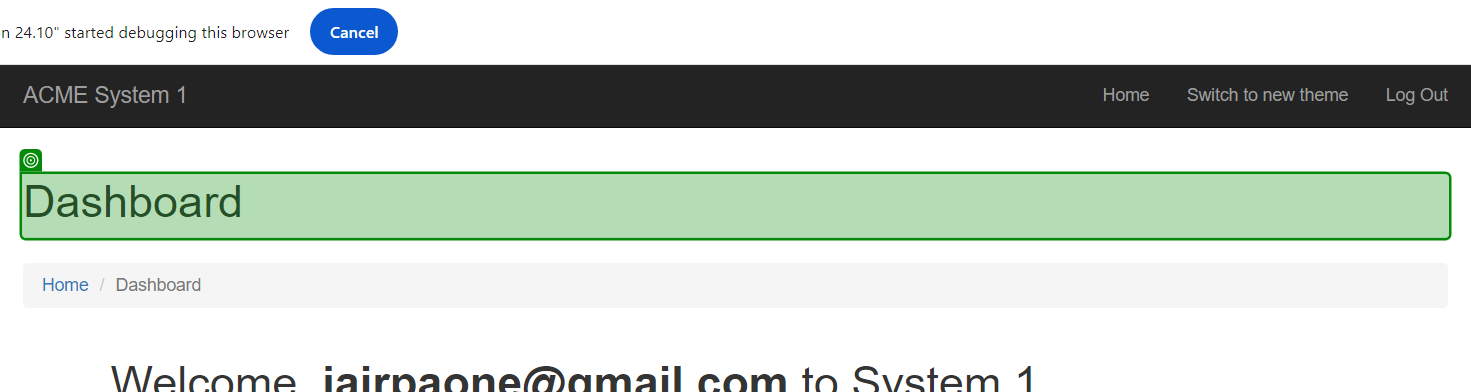 n 24.10" started debugging this browser Cancel
ACME System 1 Home Switch to new theme Log Out
Dashboard
Home / Dashboard
Welcome, jairpaone@gmail.com to System 1